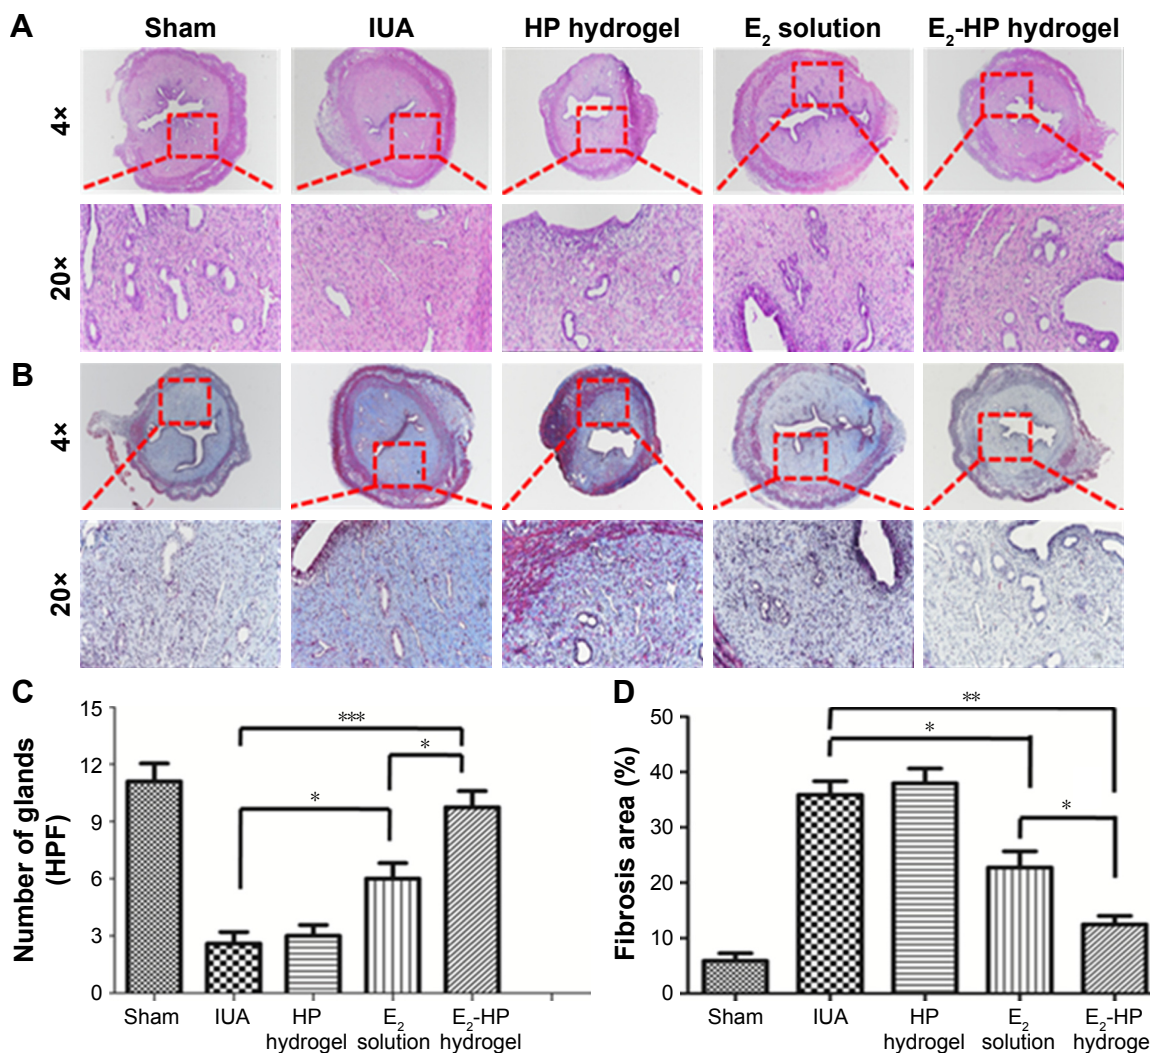 A
Sham
IUA
HP hydrogel
E₂ solution
E₂-HP hydrogel
4×
20×
B
4×
20×
C
Number of glands
(HPF)
15
12
9
6
3
0
***
*
*
Sham
IUA
HP
hydrogel
E₂
solution
E₂-HP
hydrogel
D
Fibrosis area (%)
50
40
30
20
10
0
**
*
*
Sham
IUA
HP
hydrogel
E₂
solution
E₂-HP
hydroge